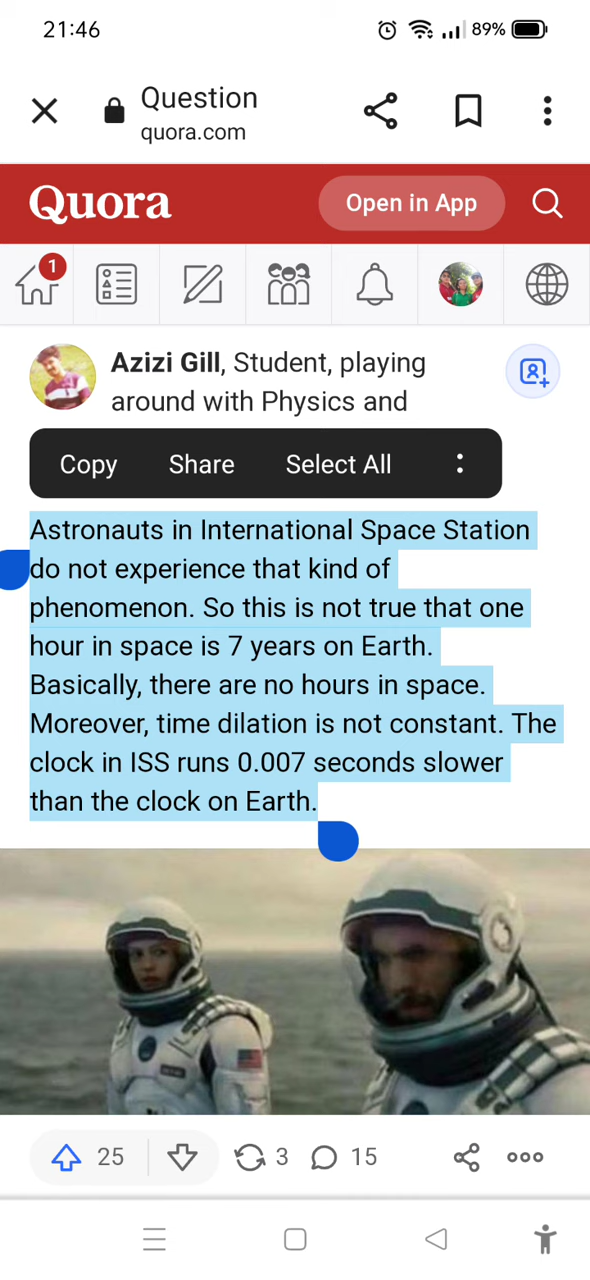 21:46
89%
Question
quora.com
Quora
Open in App
1
Azizi Gill, Student, playing
around with Physics and
Copy Share Select All
Astronauts in International Space Station
do not experience that kind of
phenomenon. So this is not true that one
hour in space is 7 years on Earth.
Basically, there are no hours in space.
Moreover, time dilation is not constant. The
clock in ISS runs 0.007 seconds slower
than the clock on Earth.
25 3 15